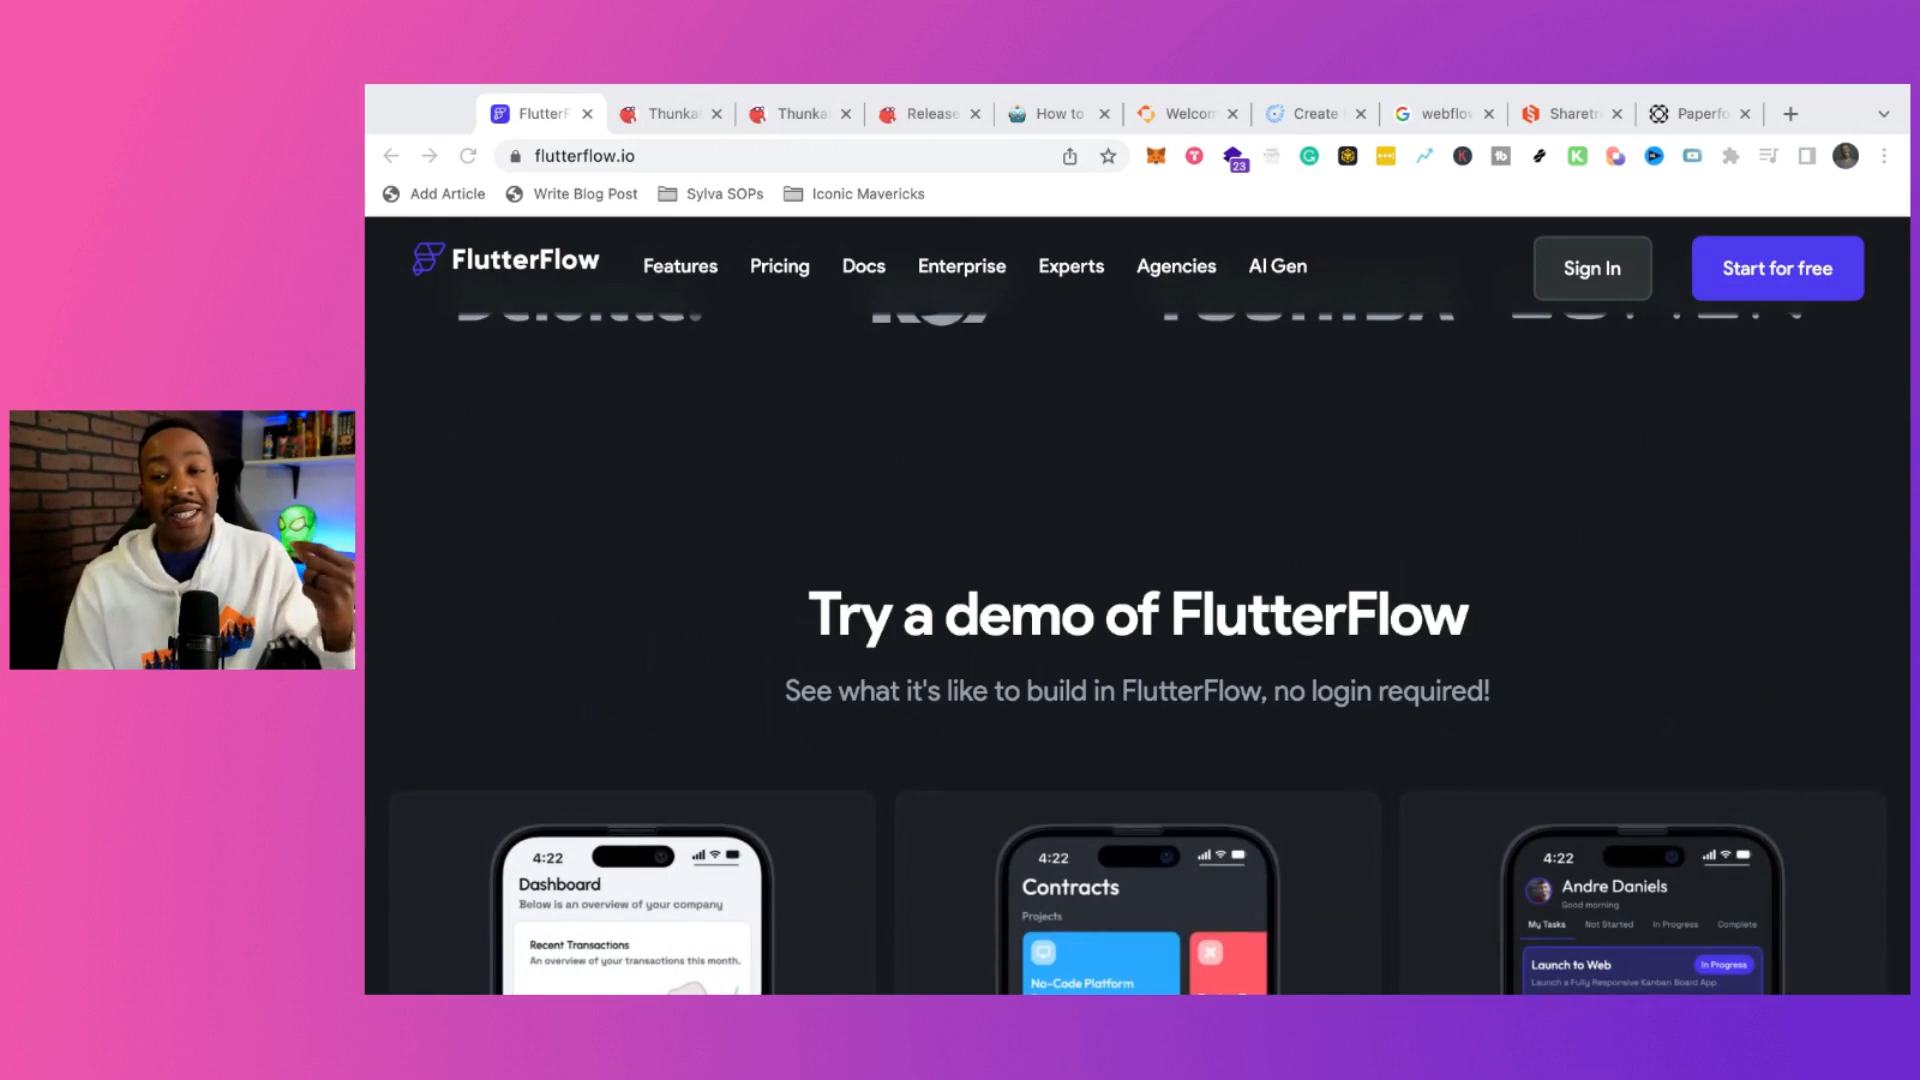 FlutterF
Thunka
Thunka
Release
How to
Welcom
Create
webflow
Sharetr
Paperfo
flutterflow.io
23
Add Article
Write Blog Post
Sylva SOPs
Iconic Mavericks
FlutterFlow
Features
Pricing
Docs
Enterprise
Experts
Agencies
AI Gen
Sign In
Start for free
Try a demo of FlutterFlow
See what it's like to build in FlutterFlow, no login required!
4:22
Dashboard
Below is an overview of your company
Recent Transactions
An overview of your transactions this month.
4:22
Contracts
Projects
No-Code Platform
4:22
Andre Daniels
Good morning
My Tasks
Not Started
In Progress
Complete
Launch to Web
In Progress
Launch a Fully Responsive Kanban Board App